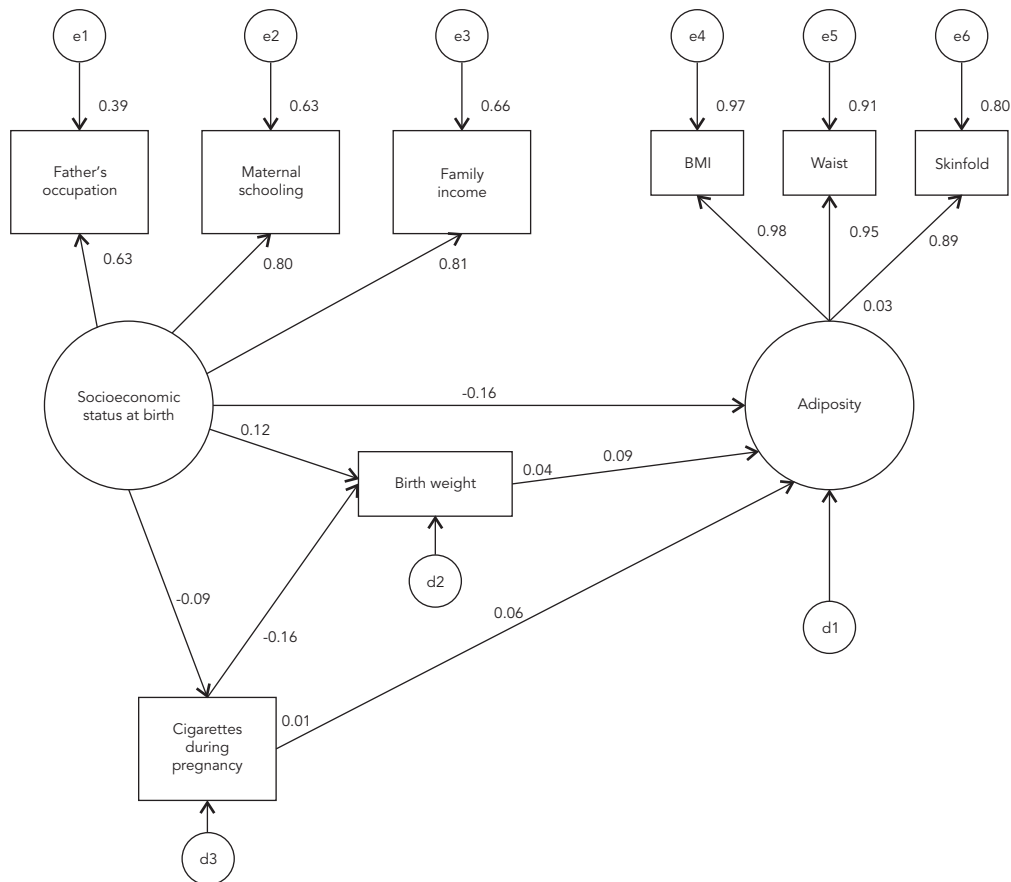 e1
e2
e3
e4
e5
e6
0.39
0.63
0.66
0.97
0.91
0.80
Father's
occupation
Maternal
schooling
Family
income
BMI
Waist
Skinfold
0.63
0.80
0.81
0.98
0.95
0.89
0.03
Socioeconomic
status at birth
-0.16
Adiposity
0.12
Birth weight
0.04
0.09
d2
-0.09
-0.16
0.06
d1
Cigarettes
during
pregnancy
0.01
d3